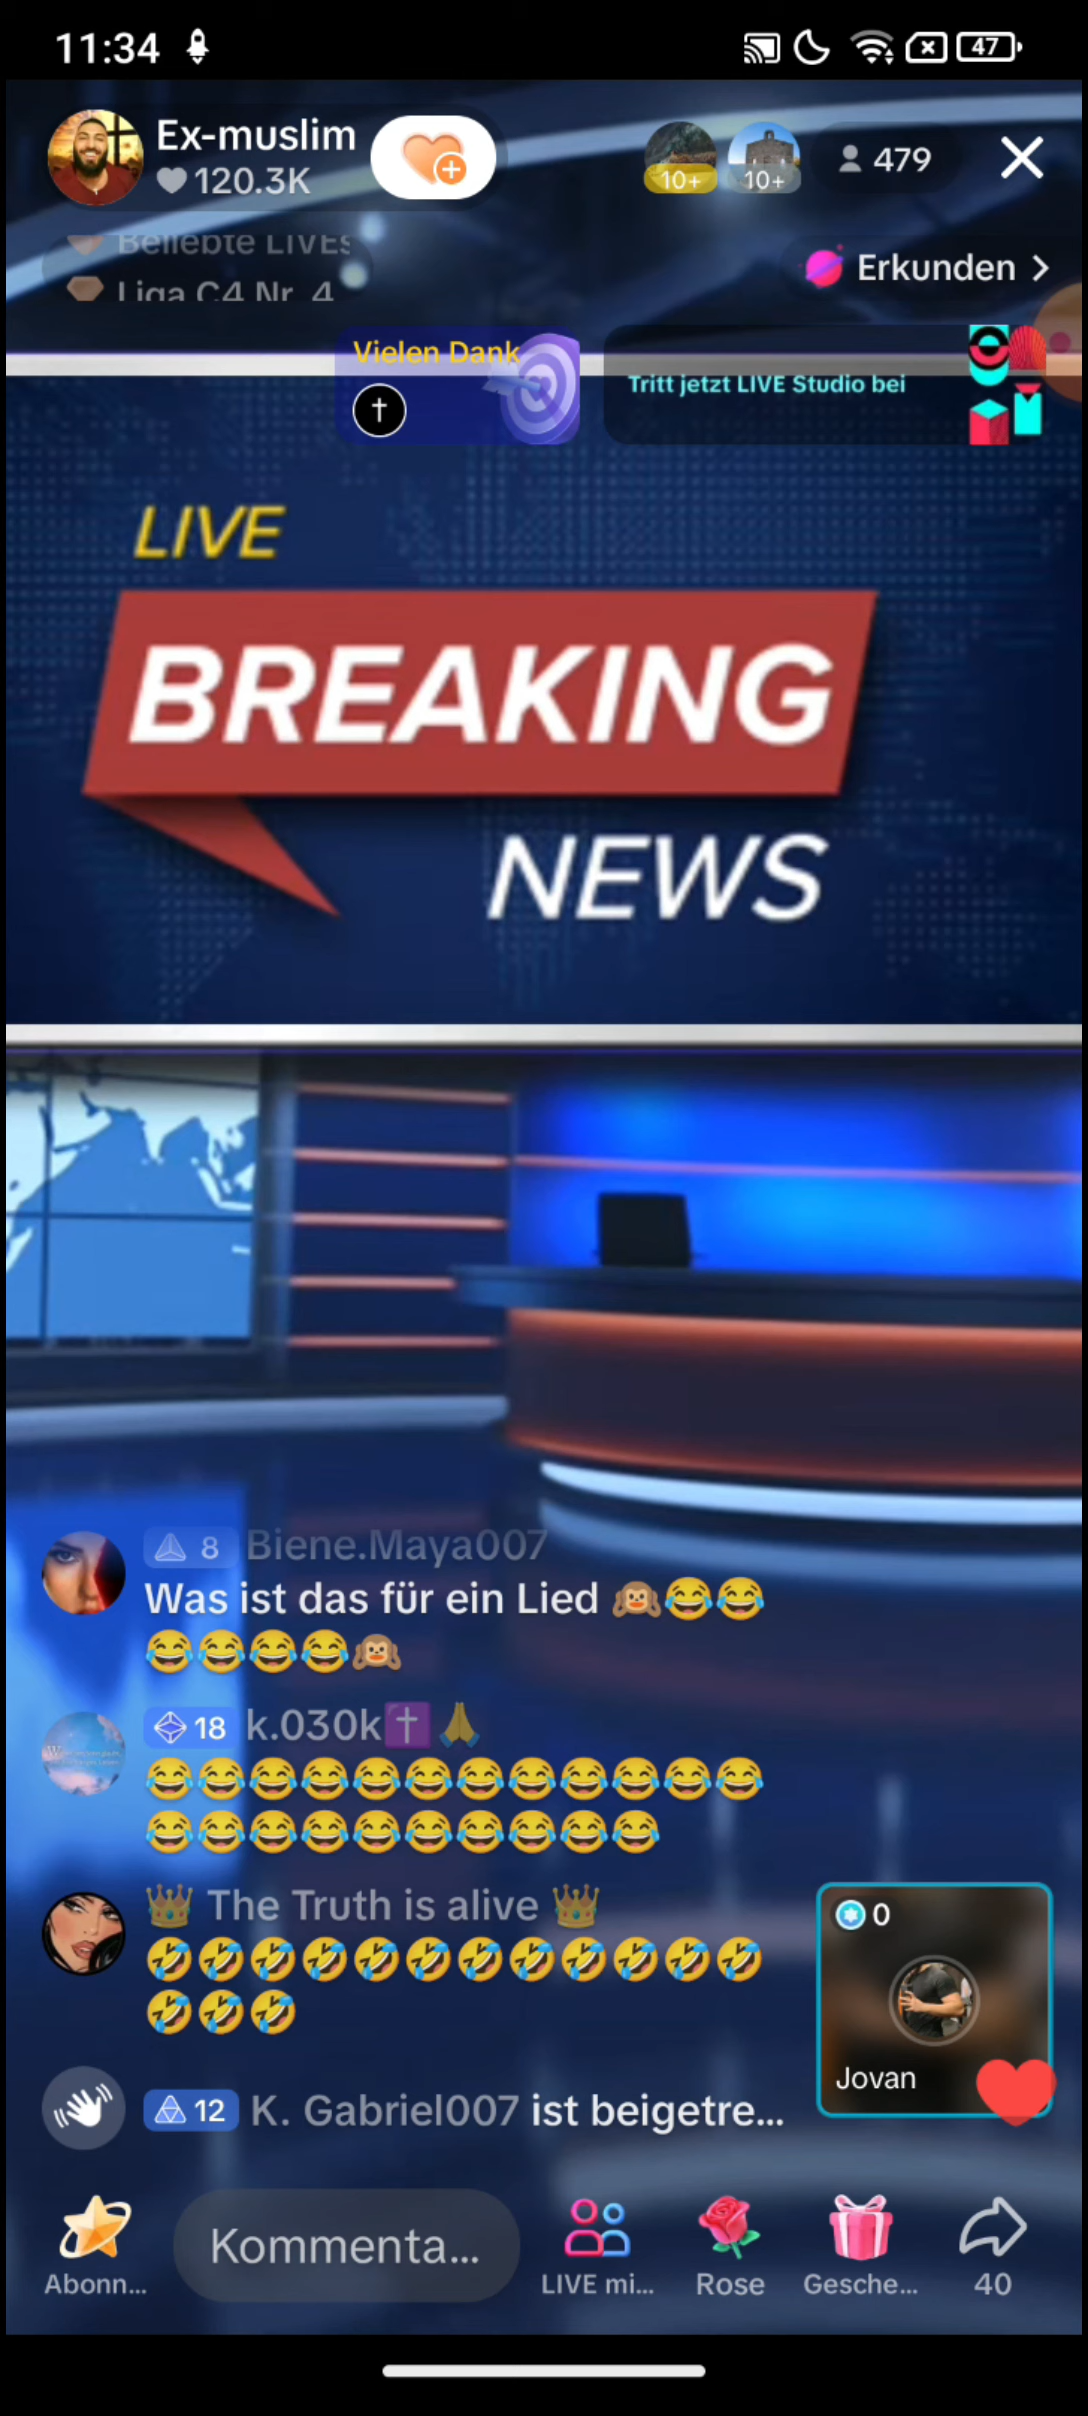 11:34
47
Ex-muslim
120.3K
10+
10+
479
Beliebte LIVEs
Liga C4 Nr. 4
Erkunden >
Vielen Dank
Tritt jetzt LIVE Studio bei
LIVE
BREAKING
NEWS
8 Biene.Maya007
Was ist das für ein Lied 🙉😂😂
😂😂😂😂🙉
18 k.030k✝️🙏
😂😂😂😂😂😂😂😂😂😂😂😂
😂😂😂😂😂😂😂😂😂😂
👑 The Truth is alive 👑
🤣🤣🤣🤣🤣🤣🤣🤣🤣🤣🤣🤣
🤣🤣🤣
0
Jovan
12 K. Gabriel007 ist beigetre...
Abonn...
Kommenta...
LIVE mi...
Rose
Gesche...
40